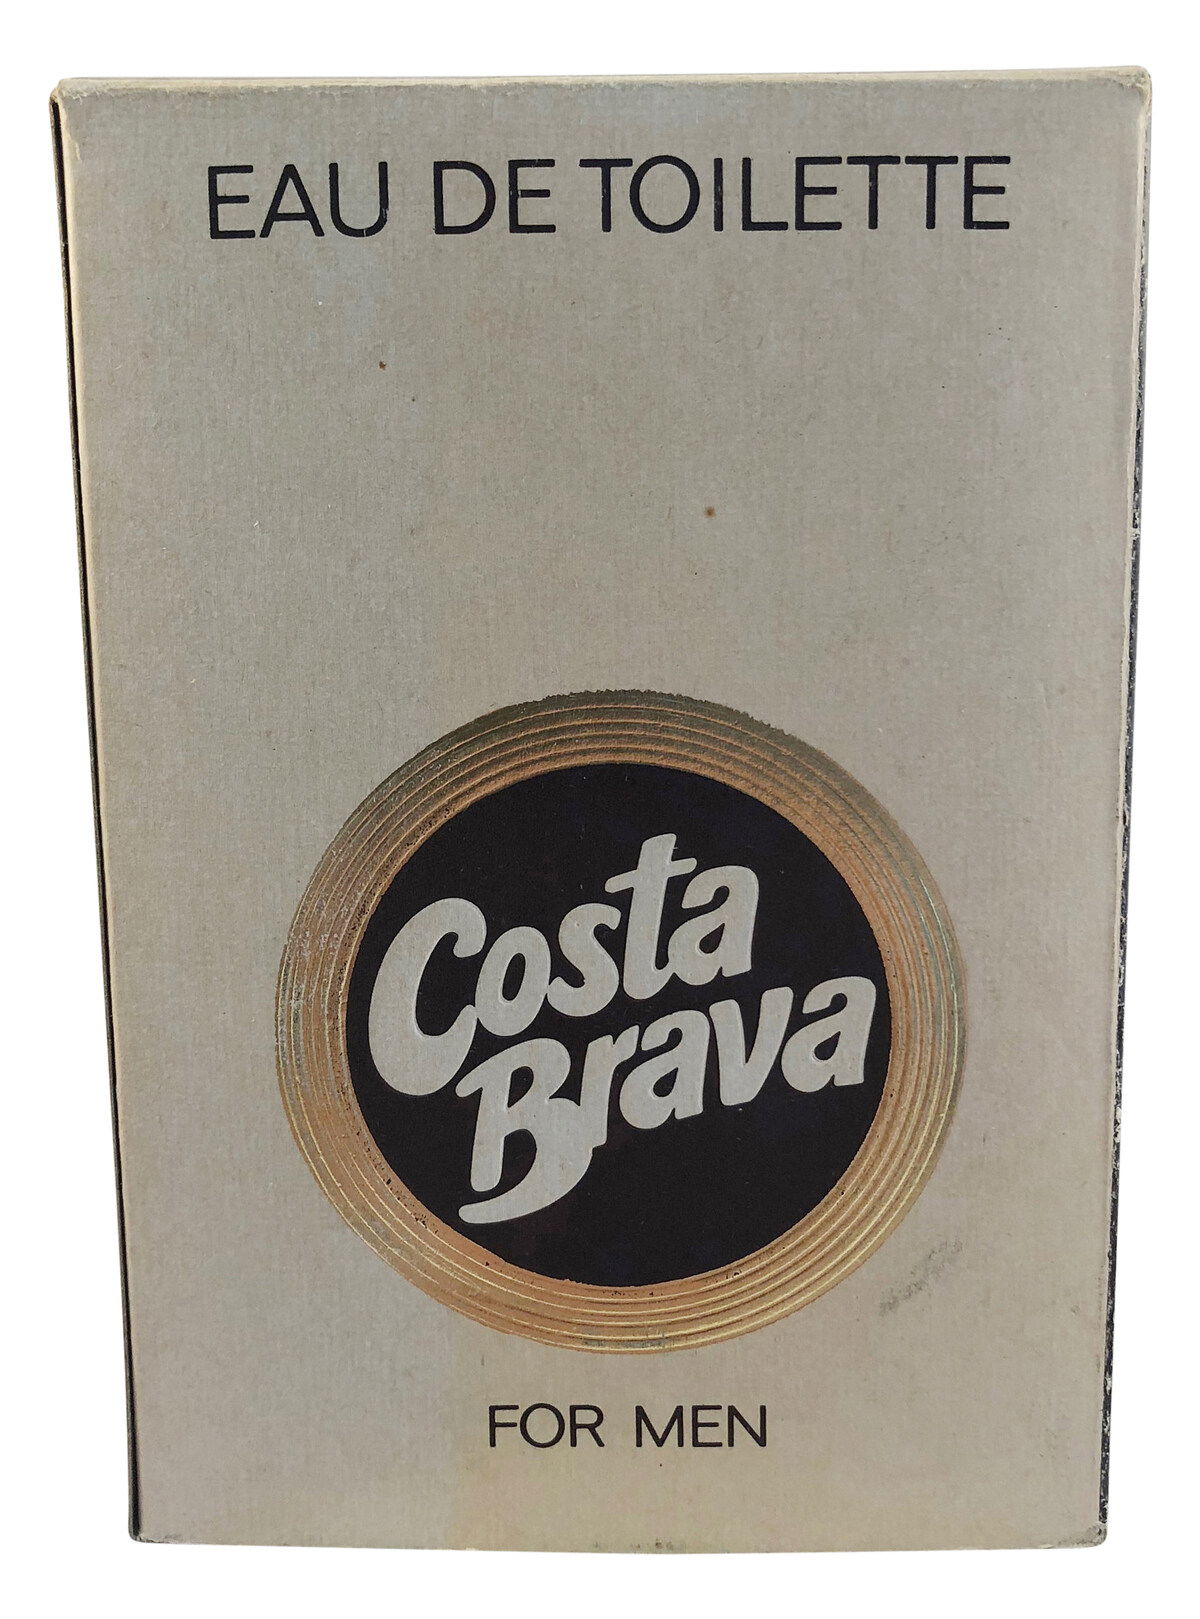 EAU DE TOILETTE
Costa
Brava
FOR MEN